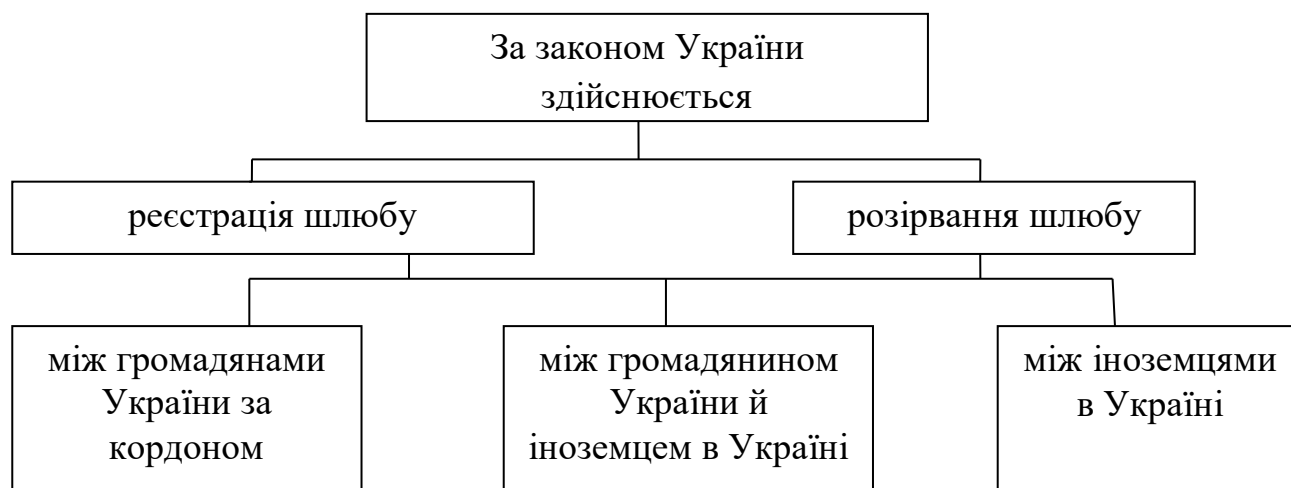 За законом України
здійснюється
реєстрація шлюбу
розірвання шлюбу
між громадянами
України за
кордоном
між громадянином
України й
іноземцем в Україні
між іноземцями
в Україні